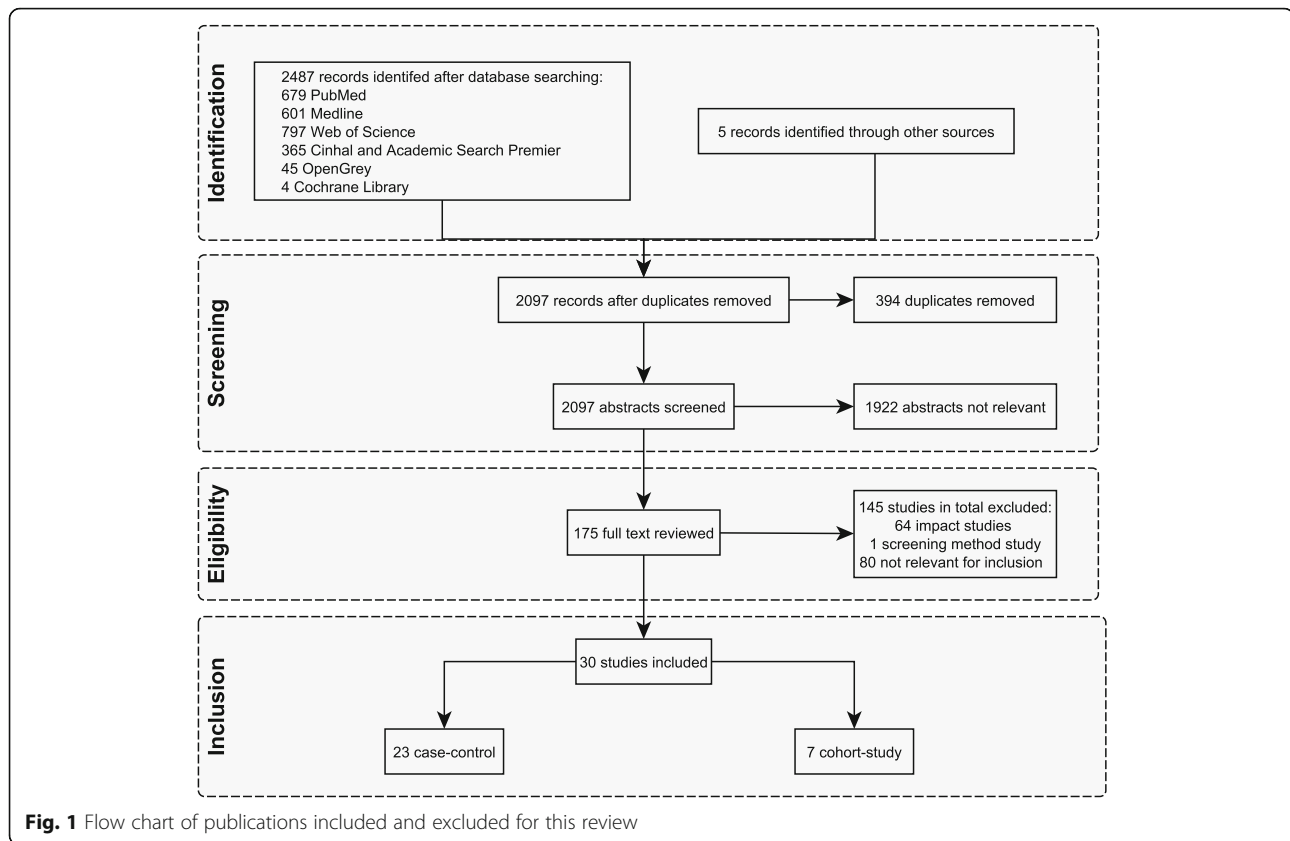 Identification
2487 records identifed after database searching:
679 PubMed
601 Medline
797 Web of Science
365 Cinhal and Academic Search Premier
45 OpenGrey
4 Cochrane Library
5 records identified through other sources
Screening
2097 records after duplicates removed
394 duplicates removed
2097 abstracts screened
1922 abstracts not relevant
Eligibility
175 full text reviewed
145 studies in total excluded:
64 impact studies
1 screening method study
80 not relevant for inclusion
Inclusion
30 studies included
23 case-control
7 cohort-study
Fig. 1 Flow chart of publications included and excluded for this review